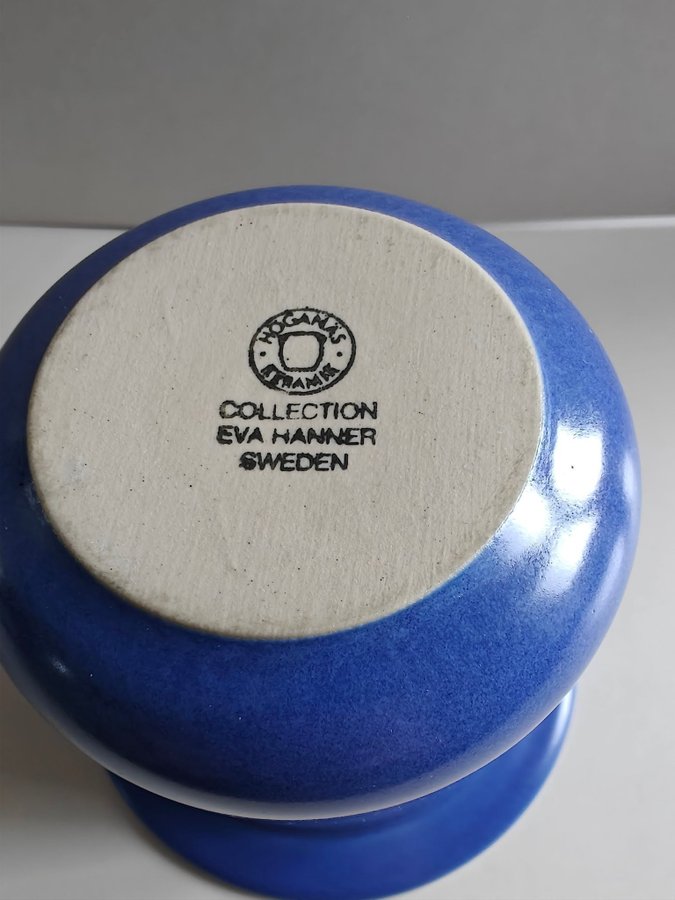 HÖGANÄS
KERAMIK
COLLECTION
EVA HANNER
SWEDEN